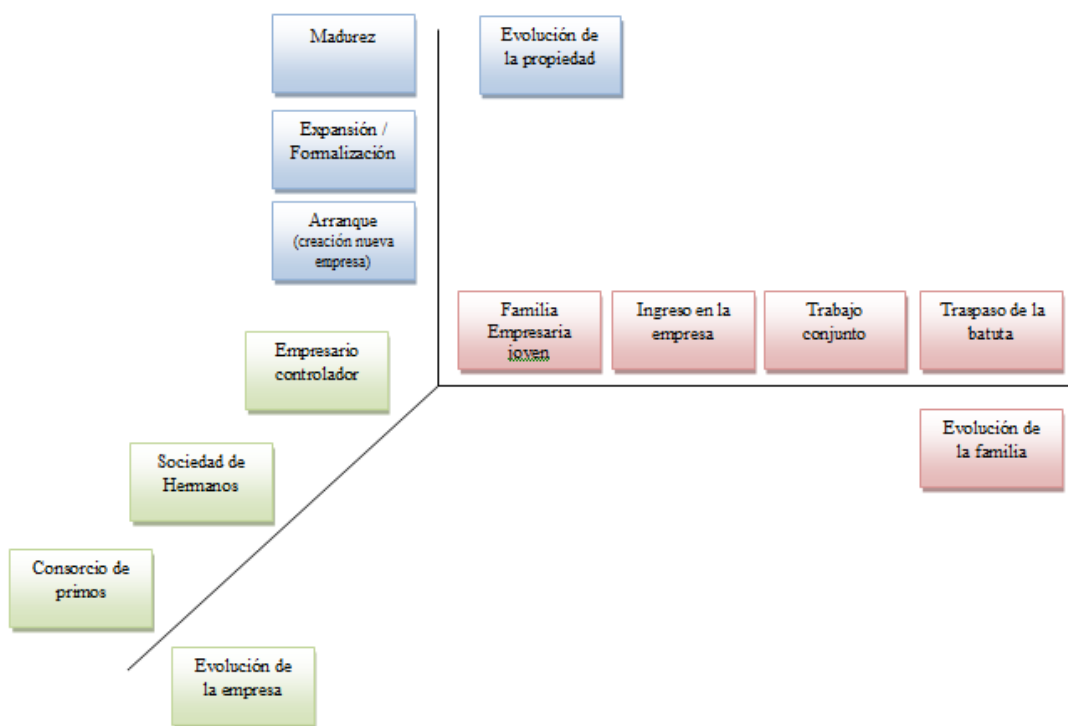 Madurez
Evolución de
la propiedad
Expansión /
Formalización
Arranque
(creación nueva
empresa)
Familia
Empresaria
joven
Ingreso en la
empresa
Trabajo
conjunto
Traspaso de la
batuta
Empresario
controlador
Evolución de
la familia
Sociedad de
Hermanos
Consorcio de
primos
Evolución de
la empresa